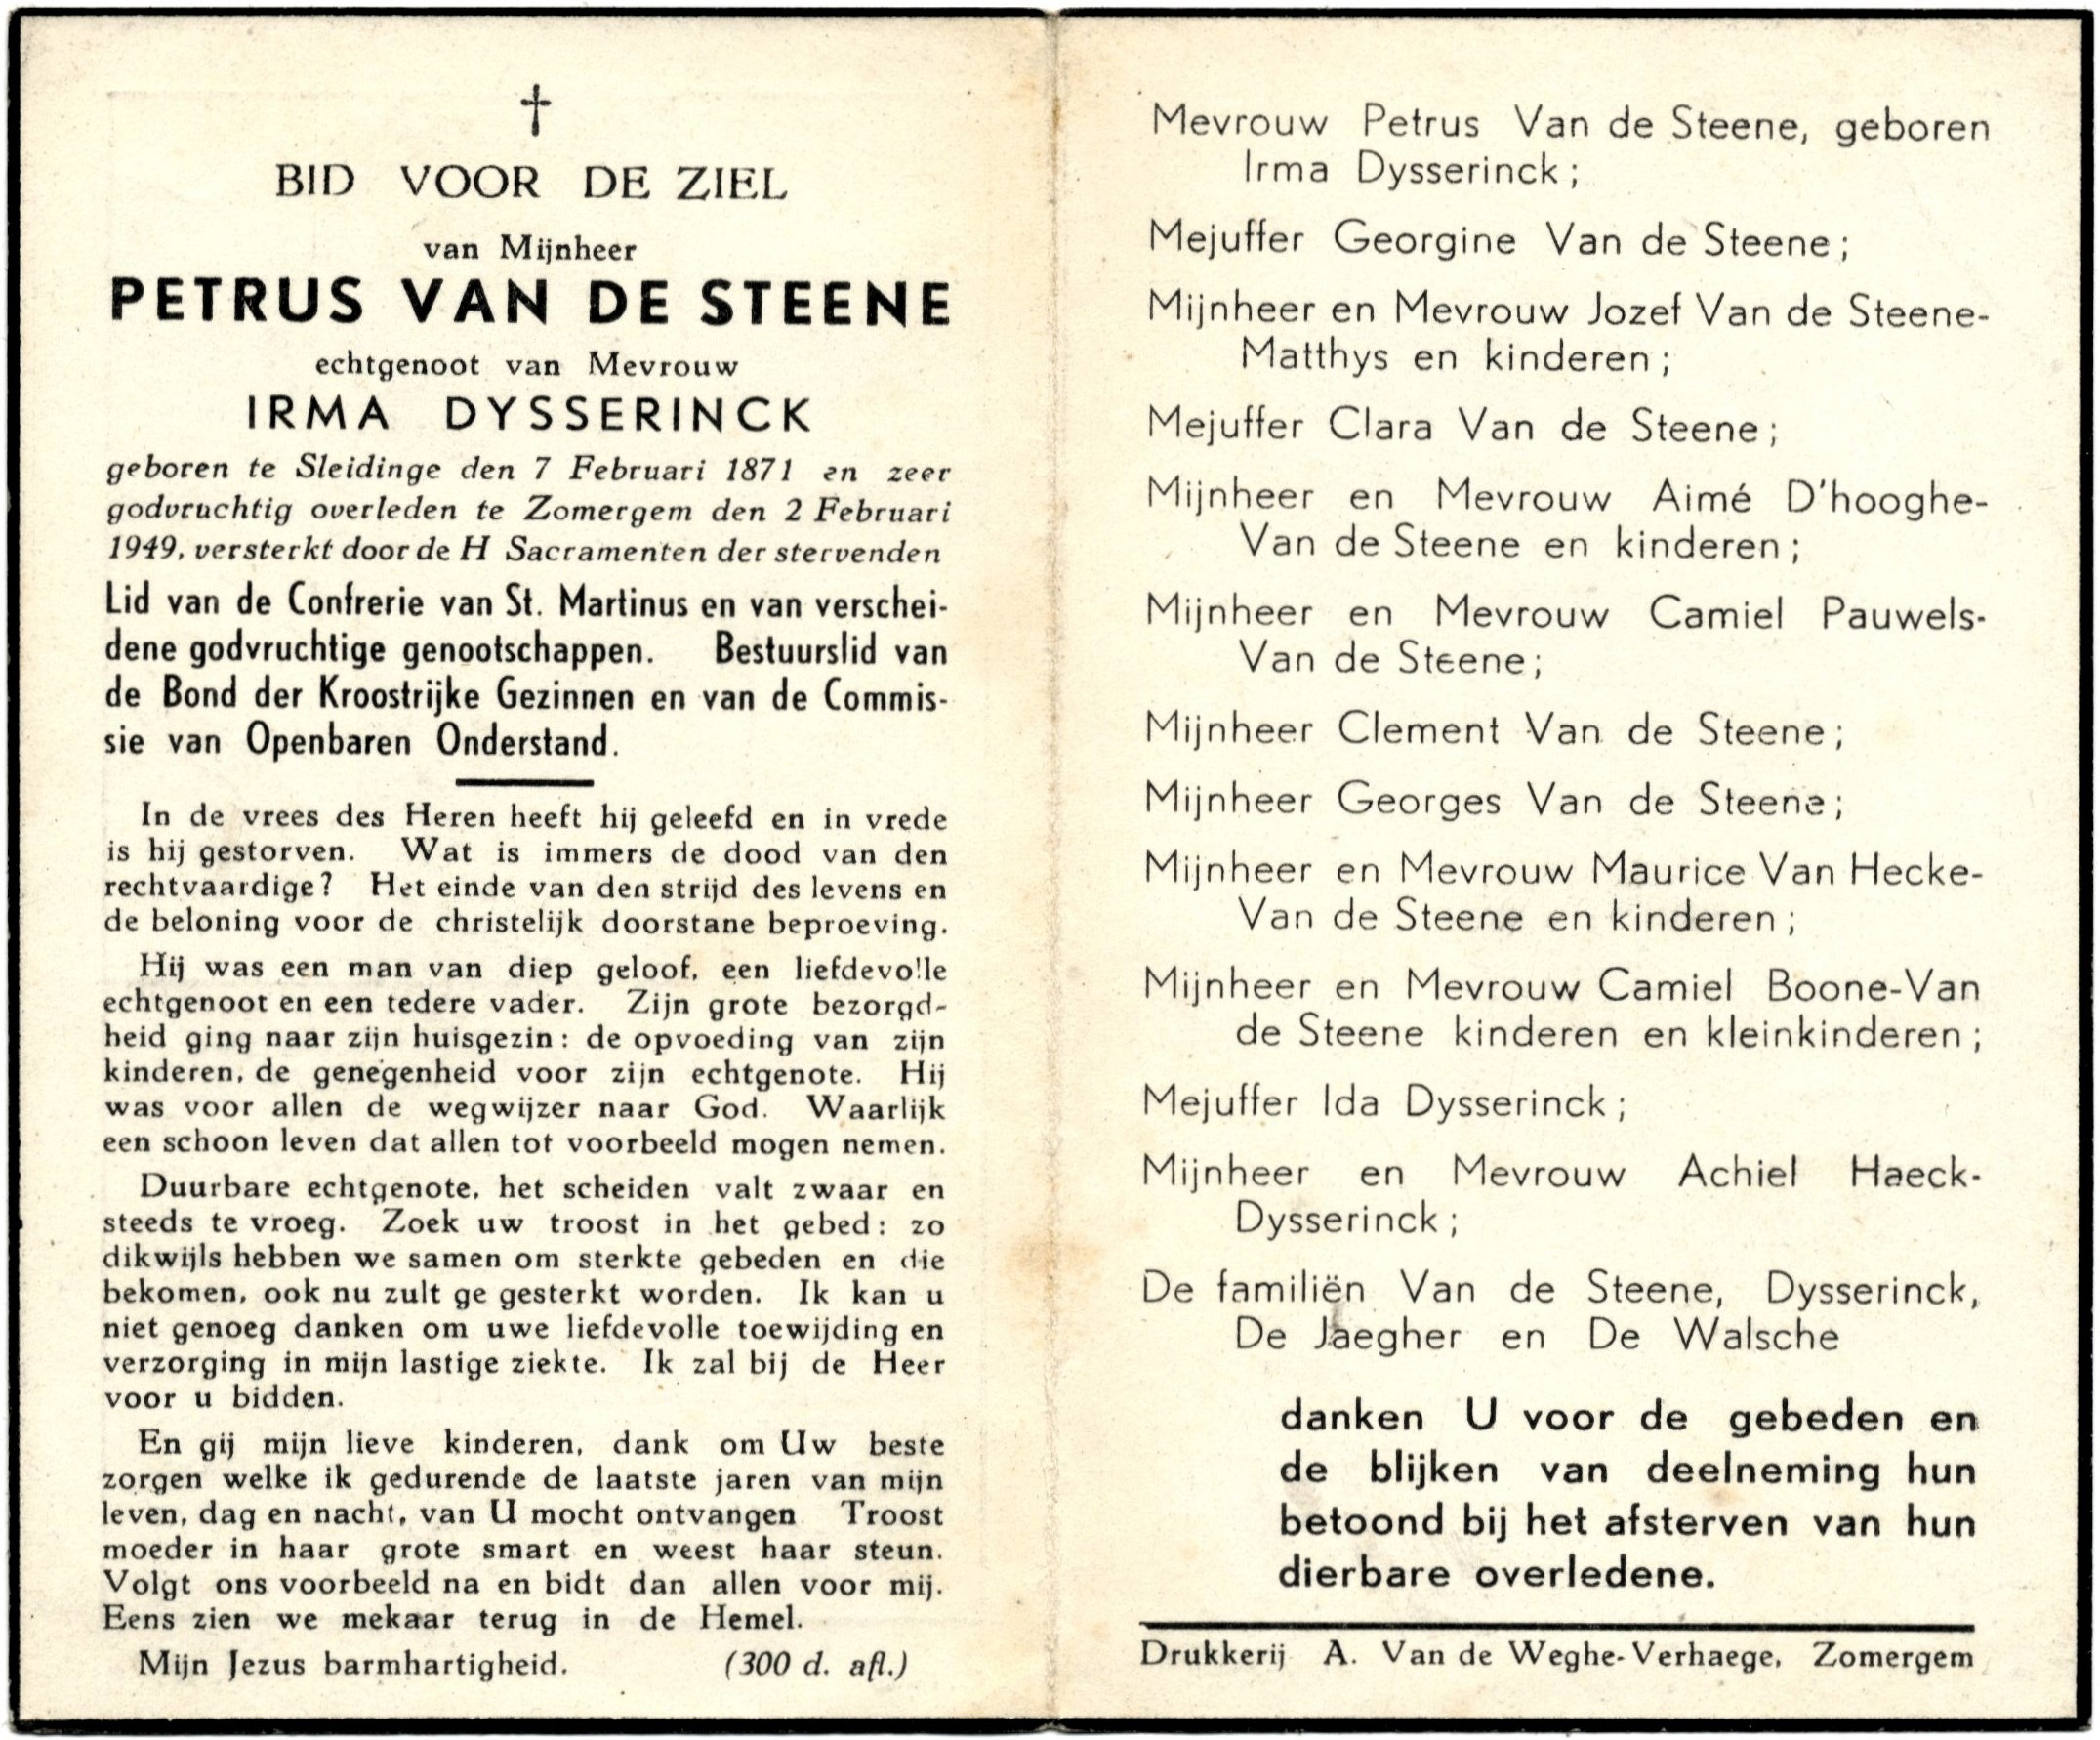 †
BID VOOR DE ZIEL
van Mijnheer
PETRUS VAN DE STEENE
echtgenoot van Mevrouw
IRMA DYSSERINCK
geboren te Sleidinge den 7 Februari 1871 en zeer
godvruchtig overleden te Zomergem den 2 Februari
1949, versterkt door de H Sacramenten der stervenden
Lid van de Confrerie van St. Martinus en van verschei-
dene godvruchtige genootschappen. Bestuurslid van
de Bond der Kroostrijke Gezinnen en van de Commis-
sie van Openbaren Onderstand.
In de vrees des Heren heeft hij geleefd en in vrede
is hij gestorven. Wat is immers de dood van den
rechtvaardige? Het einde van den strijd des levens en
de beloning voor de christelijk doorstane beproeving.
Hij was een man van diep geloof, een liefdevolle
echtgenoot en een tedere vader. Zijn grote bezorgd-
heid ging naar zijn huisgezin: de opvoeding van zijn
kinderen, de genegenheid voor zijn echtgenote. Hij
was voor allen de wegwijzer naar God. Waarlijk
een schoon leven dat allen tot voorbeeld mogen nemen.
Duurbare echtgenote, het scheiden valt zwaar en
steeds te vroeg. Zoek uw troost in het gebed: zo
dikwijls hebben we samen om sterkte gebeden en die
bekomen, ook nu zult ge gesterkt worden. Ik kan u
niet genoeg danken om uwe liefdevolle toewijding en
verzorging in mijn lastige ziekte. Ik zal bij de Heer
voor u bidden.
En gij mijn lieve kinderen, dank om Uw beste
zorgen welke ik gedurende de laatste jaren van mijn
leven, dag en nacht, van U mocht ontvangen Troost
moeder in haar grote smart en weest haar steun.
Volgt ons voorbeeld na en bidt dan allen voor mij.
Eens zien we mekaar terug in de Hemel.
Mijn Jezus barmhartigheid. (300 d. afl.)
Mevrouw Petrus Van de Steene, geboren
Irma Dysserinck;
Mejuffer Georgine Van de Steene;
Mijnheer en Mevrouw Jozef Van de Steene-
Matthys en kinderen;
Mejuffer Clara Van de Steene;
Mijnheer en Mevrouw Aimé D'hooghe-
Van de Steene en kinderen;
Mijnheer en Mevrouw Camiel Pauwels-
Van de Steene;
Mijnheer Clement Van de Steene;
Mijnheer Georges Van de Steene;
Mijnheer en Mevrouw Maurice Van Hecke-
Van de Steene en kinderen;
Mijnheer en Mevrouw Camiel Boone-Van
de Steene kinderen en kleinkinderen;
Mejuffer Ida Dysserinck;
Mijnheer en Mevrouw Achiel Haeck-
Dysserinck;
De familiën Van de Steene, Dysserinck,
De Jaegher en De Walsche
danken U voor de gebeden en
de blijken van deelneming hun
betoond bij het afsterven van hun
dierbare overledene.
Drukkerij A. Van de Weghe-Verhaege, Zomergem